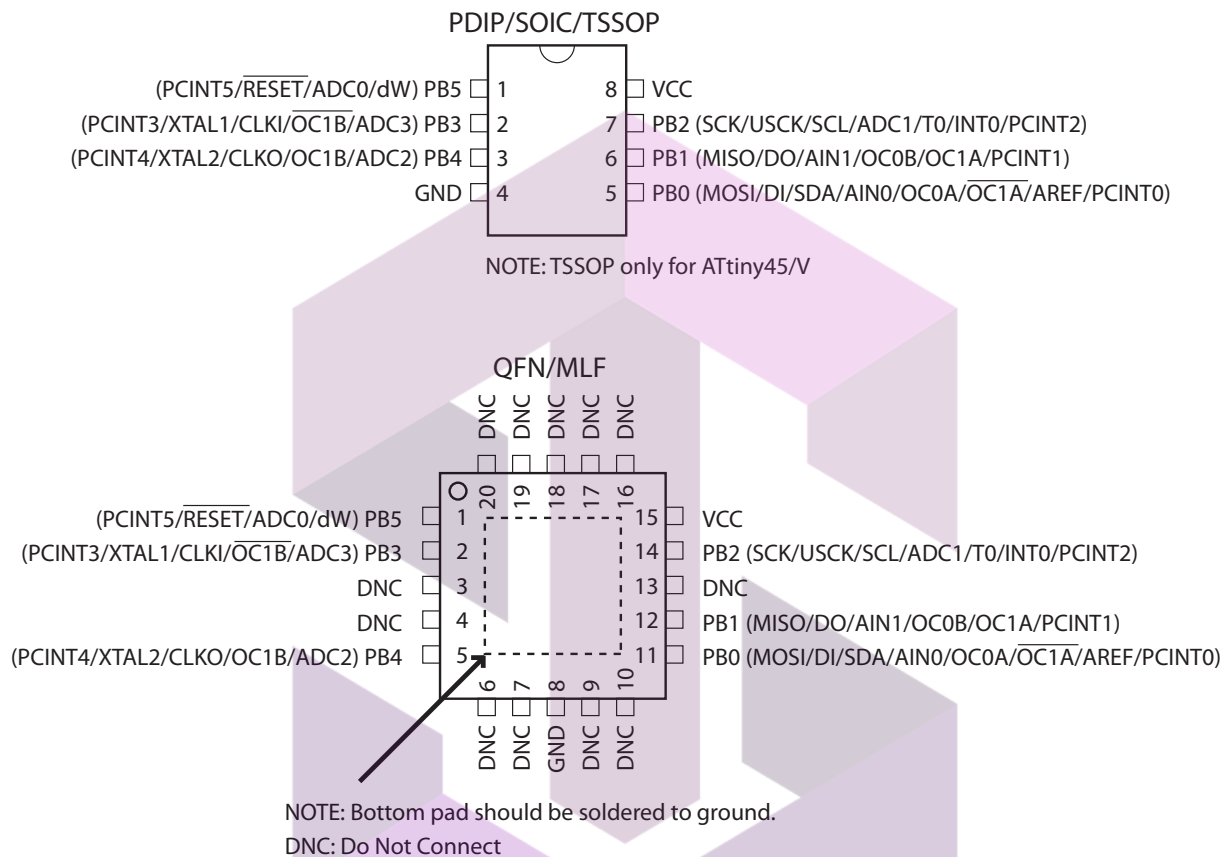 PDIP/SOIC/TSSOP
(PCINT5/RESET/ADC0/dW) PB5 1 8 VCC
(PCINT3/XTAL1/CLKI/OC1B/ADC3) PB3 2 7 PB2 (SCK/USCK/SCL/ADC1/T0/INT0/PCINT2)
(PCINT4/XTAL2/CLKO/OC1B/ADC2) PB4 3 6 PB1 (MISO/DO/AIN1/OC0B/OC1A/PCINT1)
GND 4 5 PB0 (MOSI/DI/SDA/AIN0/OC0A/OC1A/AREF/PCINT0)
NOTE: TSSOP only for ATtiny45/V
QFN/MLF
DNC DNC DNC DNC DNC
20 19 18 17 16
(PCINT5/RESET/ADC0/dW) PB5 1 15 VCC
(PCINT3/XTAL1/CLKI/OC1B/ADC3) PB3 2 14 PB2 (SCK/USCK/SCL/ADC1/T0/INT0/PCINT2)
DNC 3 13 DNC
DNC 4 12 PB1 (MISO/DO/AIN1/OC0B/OC1A/PCINT1)
(PCINT4/XTAL2/CLKO/OC1B/ADC2) PB4 5 11 PB0 (MOSI/DI/SDA/AIN0/OC0A/OC1A/AREF/PCINT0)
6 7 8 9 10
DNC DNC GND DNC DNC
NOTE: Bottom pad should be soldered to ground.
DNC: Do Not Connect